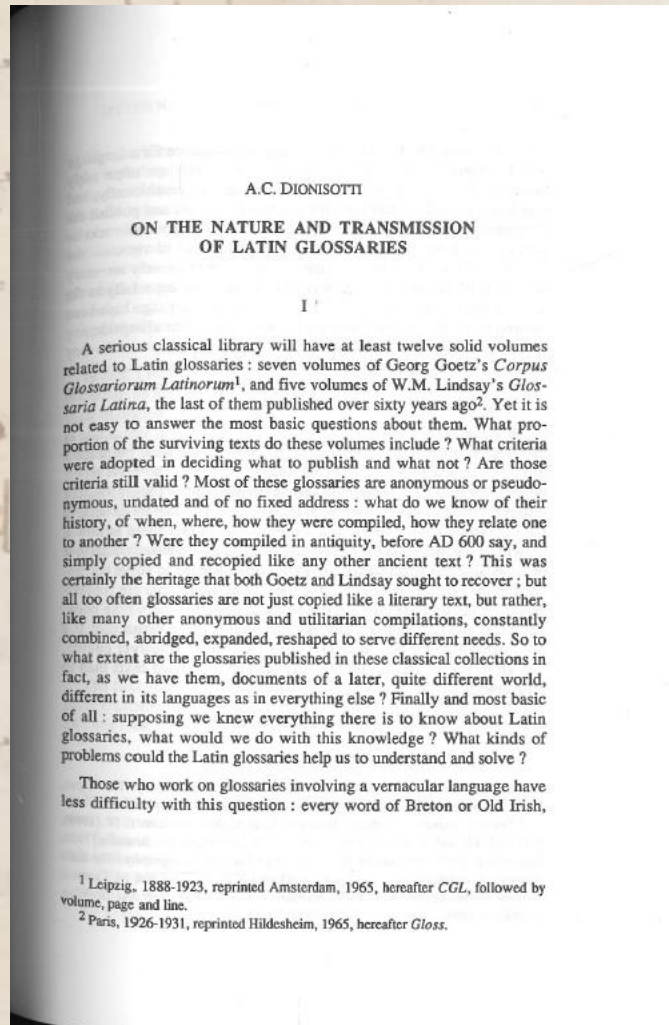 A.C. DIONISOTTI
ON THE NATURE AND TRANSMISSION
OF LATIN GLOSSARIES
I
A serious classical library will have at least twelve solid volumes
related to Latin glossaries : seven volumes of Georg Goetz's Corpus
Glossariorum Latinorum¹, and five volumes of W.M. Lindsay's Glos-
saria Latina, the last of them published over sixty years ago². Yet it is
not easy to answer the most basic questions about them. What pro-
portion of the surviving texts do these volumes include ? What criteria
were adopted in deciding what to publish and what not ? Are those
criteria still valid ? Most of these glossaries are anonymous or pseudo-
nymous, undated and of no fixed address : what do we know of their
history, of when, where, how they were compiled, how they relate one
to another ? Were they compiled in antiquity, before AD 600 say, and
simply copied and recopied like any other ancient text ? This was
certainly the heritage that both Goetz and Lindsay sought to recover ; but
all too often glossaries are not just copied like a literary text, but rather,
like many other anonymous and utilitarian compilations, constantly
combined, abridged, expanded, reshaped to serve different needs. So to
what extent are the glossaries published in these classical collections in
fact, as we have them, documents of a later, quite different world,
different in its languages as in everything else ? Finally and most basic
of all : supposing we knew everything there is to know about Latin
glossaries, what would we do with this knowledge ? What kinds of
problems could the Latin glossaries help us to understand and solve ?
Those who work on glossaries involving a vernacular language have
less difficulty with this question : every word of Breton or Old Irish,
¹ Leipzig, 1888-1923, reprinted Amsterdam, 1965, hereafter CGL, followed by
volume, page and line.
² Paris, 1926-1931, reprinted Hildesheim, 1965, hereafter Gloss.